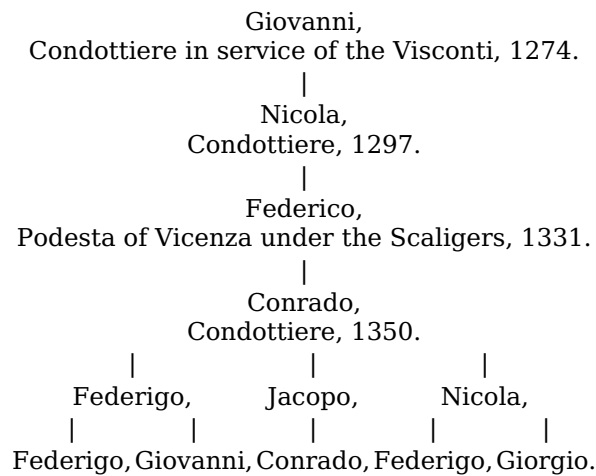 Giovanni,
Condottiere in service of the Visconti, 1274.
|
Nicola,
Condottiere, 1297.
|
Federico,
Podesta of Vicenza under the Scaligers, 1331.
|
Conrado,
Condottiere, 1350.
| | |
Federigo, Jacopo, Nicola,
| | | | |
Federigo, Giovanni, Conrado, Federigo, Giorgio.